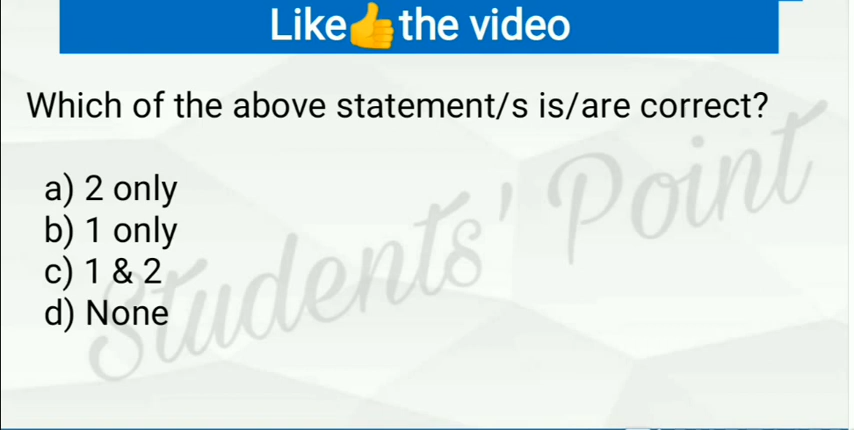 Like👍the video
Which of the above statement/s is/are correct?
a) 2 only
b) 1 only
c) 1 & 2
d) None
Students' Point